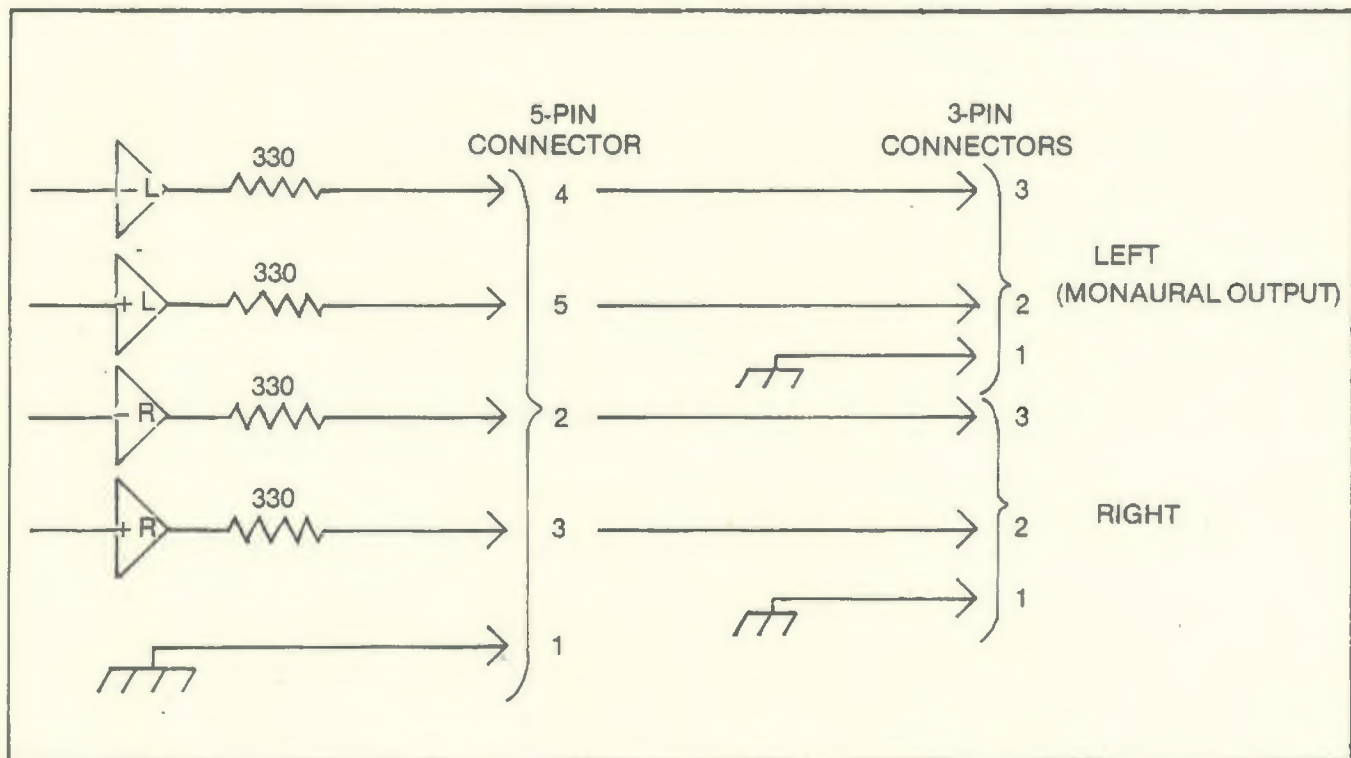 5-PIN
CONNECTOR
3-PIN
CONNECTORS
330
- L
4
3
330
+ L
5
2
LEFT
(MONAURAL OUTPUT)
1
330
- R
2
3
330
+ R
3
2
RIGHT
1
1